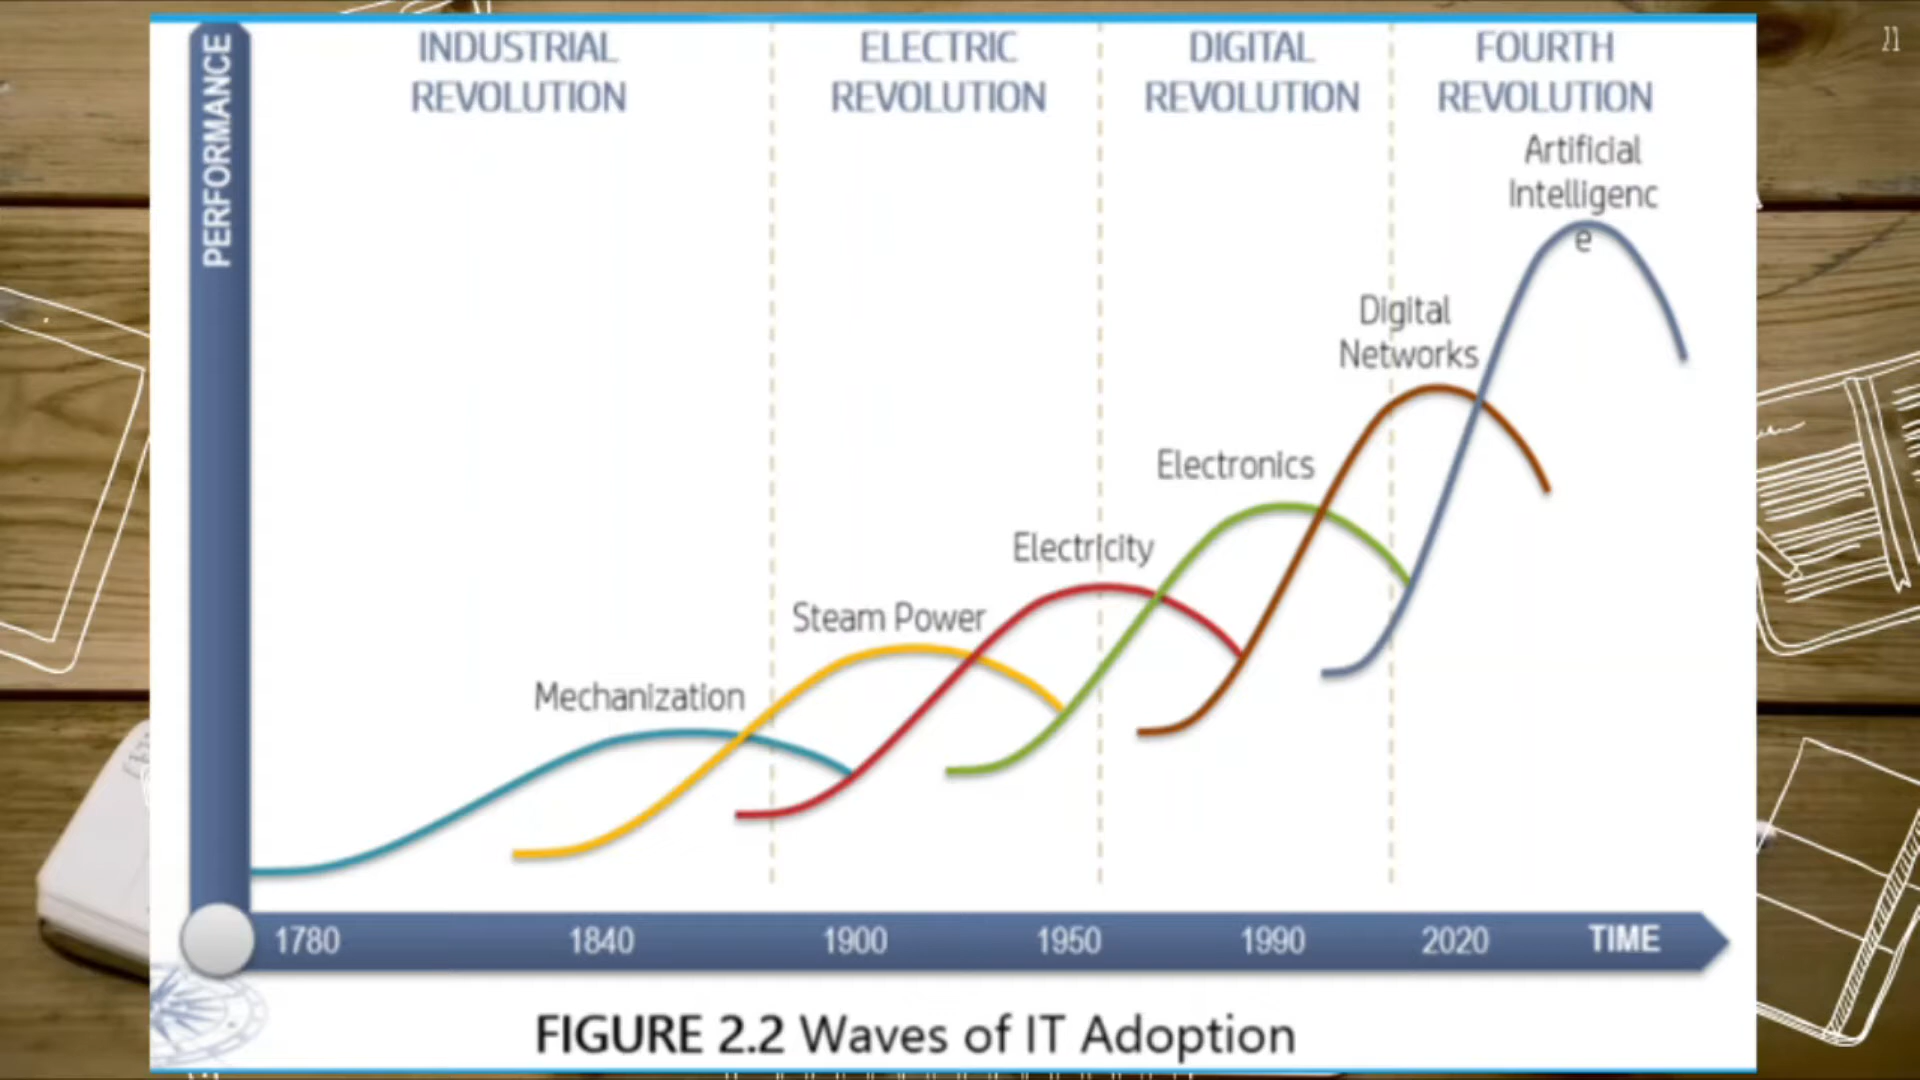 21
PERFORMANCE
INDUSTRIAL
REVOLUTION
ELECTRIC
REVOLUTION
DIGITAL
REVOLUTION
FOURTH
REVOLUTION
Artificial
Intelligenc
e
Digital
Networks
Electronics
Electricity
Steam Power
Mechanization
1780 1840 1900 1950 1990 2020 TIME
FIGURE 2.2 Waves of IT Adoption